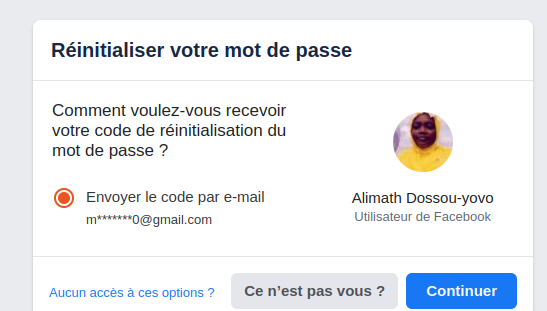 Réinitialiser votre mot de passe
Comment voulez-vous recevoir
votre code de réinitialisation du
mot de passe ?
Envoyer le code par e-mail
m*******0@gmail.com
Alimath Dossou-yovo
Utilisateur de Facebook
Aucun accès à ces options ?
Ce n’est pas vous ?
Continuer